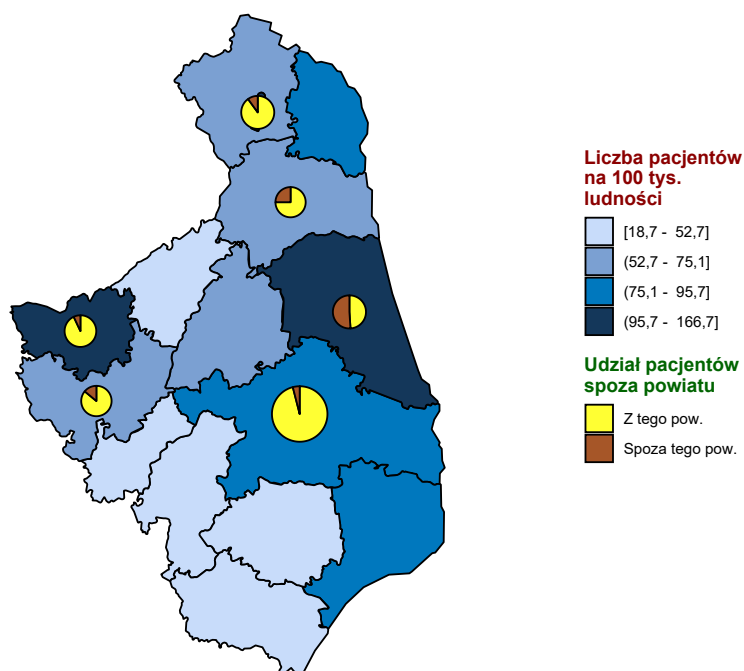 Liczba pacjentów
na 100 tys.
ludności
[18,7 - 52,7]
(52,7 - 75,1]
(75,1 - 95,7]
(95,7 - 166,7]
Udział pacjentów
spoza powiatu
Z tego pow.
Spoza tego pow.